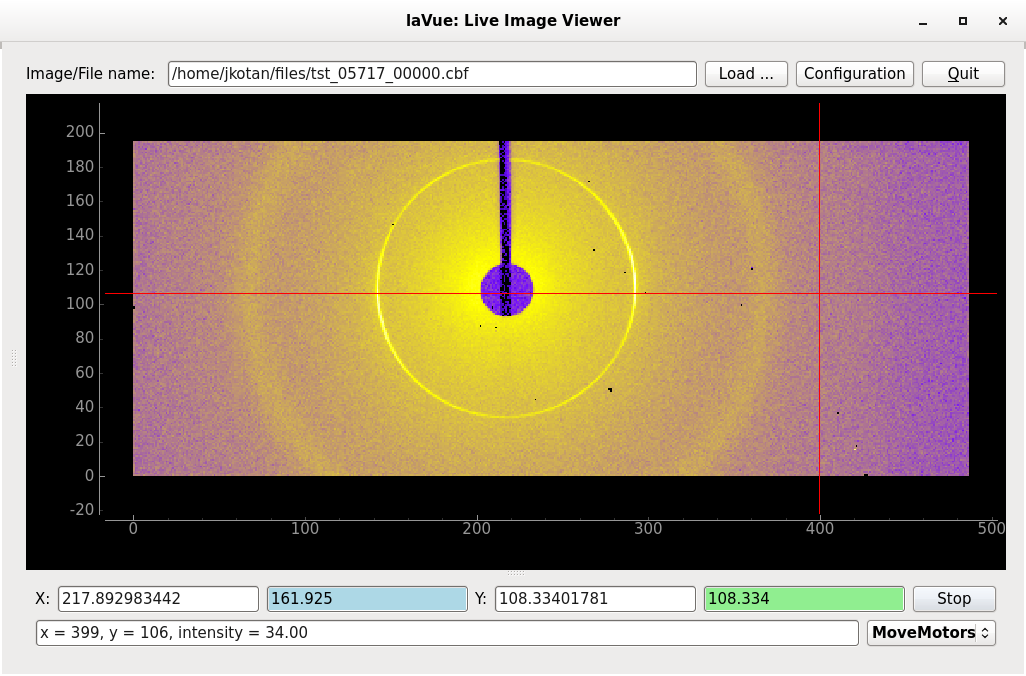 laVue: Live Image Viewer
Image/File name: /home/jkotan/files/tst_05717_00000.cbf Load ... Configuration Quit
200
180
160
140
120
100
80
60
40
20
0
-20
0 100 200 300 400 500
X: 217.892983442 161.925 Y: 108.33401781 108.334 Stop
x = 399, y = 106, intensity = 34.00 MoveMotors